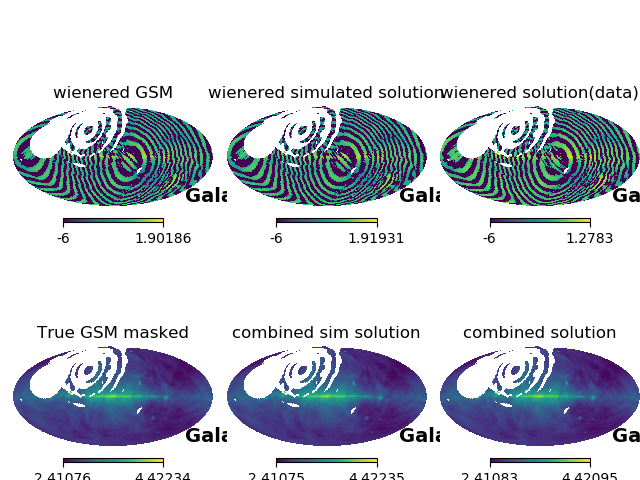 wienered GSM
wienered simulated solution
wienered solution(data)
Gala
Gala
Ga
-6 1.90186
-6 1.91931
-6 1.2783
True GSM masked
combined sim solution
combined solution
Gala
Gala
Ga
2.41076 4.42234
2.41075 4.42235
2.41083 4.42095